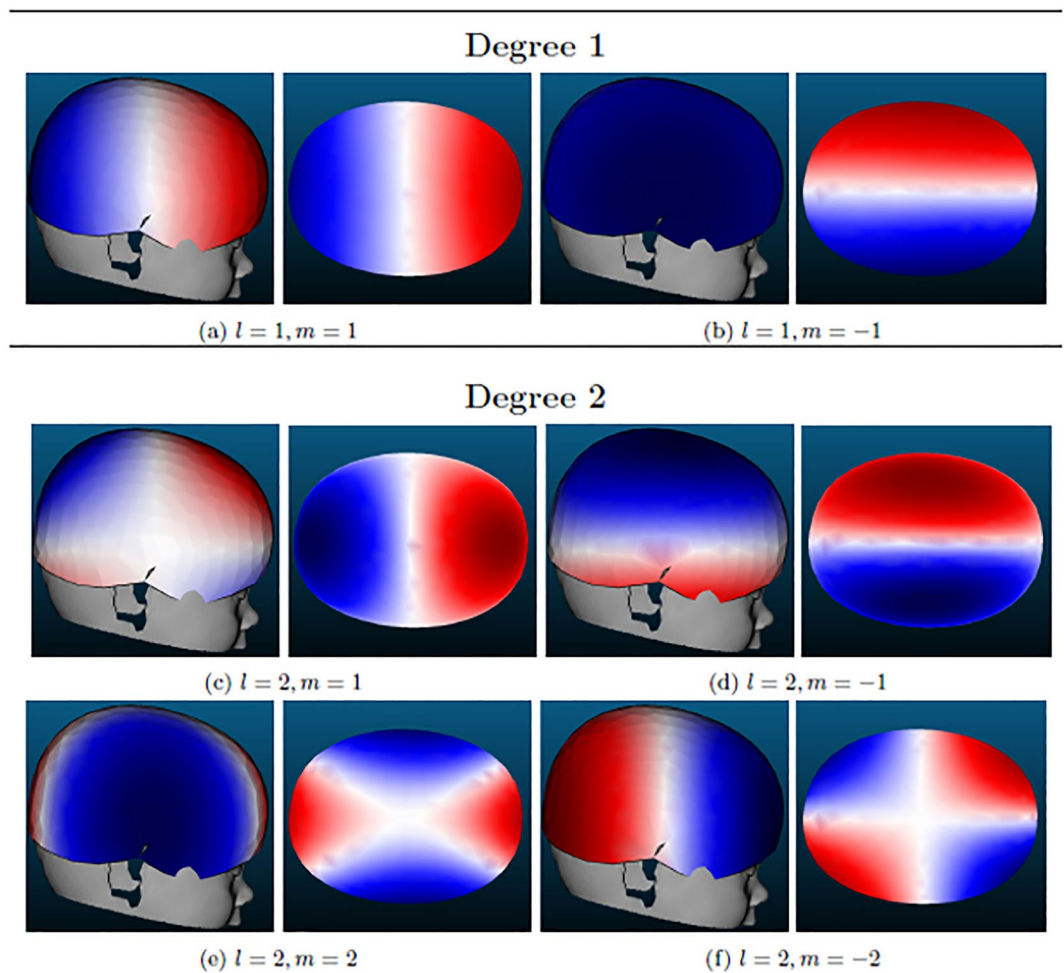 Degree 1
(a) l = 1, m = 1
(b) l = 1, m = −1
Degree 2
(c) l = 2, m = 1
(d) l = 2, m = −1
(e) l = 2, m = 2
(f) l = 2, m = −2